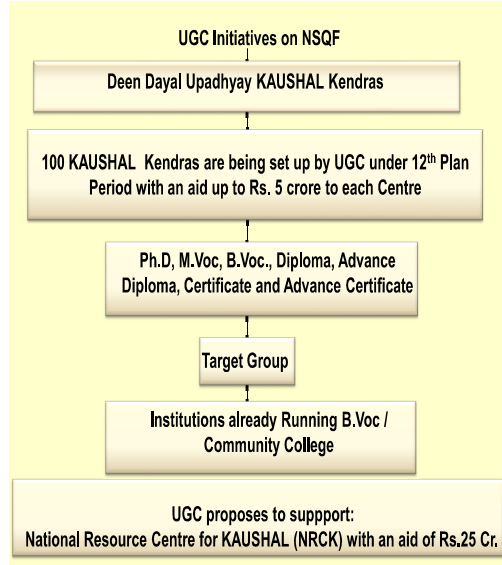 UGC Initiatives on NSQF
Deen Dayal Upadhyay KAUSHAL Kendras
100 KAUSHAL Kendras are being set up by UGC under 12th Plan
Period with an aid up to Rs. 5 crore to each Centre
Ph.D, M.Voc, B.Voc., Diploma, Advance
Diploma, Certificate and Advance Certificate
Target Group
Institutions already Running B.Voc /
Community College
UGC proposes to suppport:
National Resource Centre for KAUSHAL (NRCK) with an aid of Rs.25 Cr.